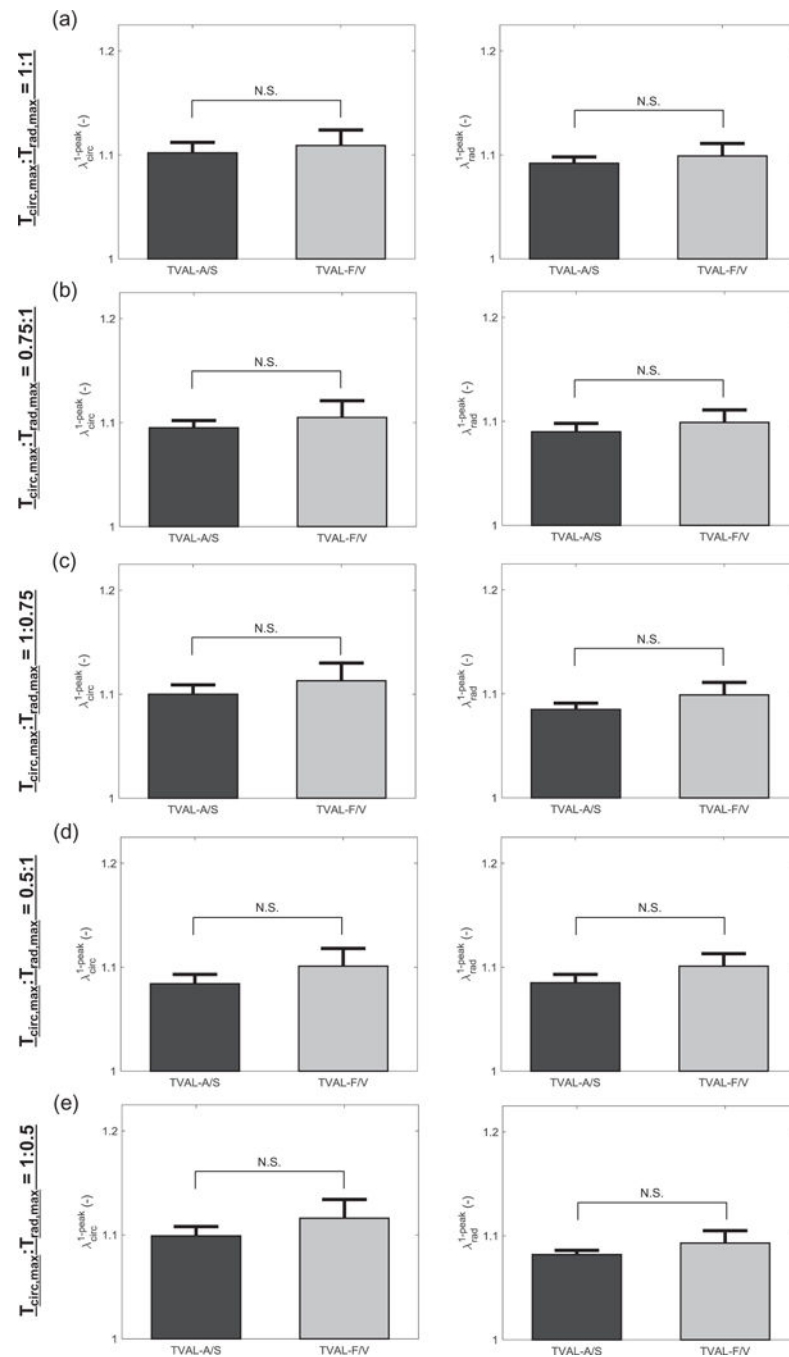 (a)
T_circ,max:T_rad,max = 1:1
1.2
1.1
1
λ_circ^1-peak (-)
N.S.
TVAL-A/S TVAL-F/V
1.2
1.1
1
λ_rad^1-peak (-)
N.S.
TVAL-A/S TVAL-F/V
(b)
T_circ,max:T_rad,max = 0.75:1
1.2
1.1
1
λ_circ^1-peak (-)
N.S.
TVAL-A/S TVAL-F/V
1.2
1.1
1
λ_rad^1-peak (-)
N.S.
TVAL-A/S TVAL-F/V
(c)
T_circ,max:T_rad,max = 1:0.75
1.2
1.1
1
λ_circ^1-peak (-)
N.S.
TVAL-A/S TVAL-F/V
1.2
1.1
1
λ_rad^1-peak (-)
N.S.
TVAL-A/S TVAL-F/V
(d)
T_circ,max:T_rad,max = 0.5:1
1.2
1.1
1
λ_circ^1-peak (-)
N.S.
TVAL-A/S TVAL-F/V
1.2
1.1
1
λ_rad^1-peak (-)
N.S.
TVAL-A/S TVAL-F/V
(e)
T_circ,max:T_rad,max = 1:0.5
1.2
1.1
1
λ_circ^1-peak (-)
N.S.
TVAL-A/S TVAL-F/V
1.2
1.1
1
λ_rad^1-peak (-)
N.S.
TVAL-A/S TVAL-F/V